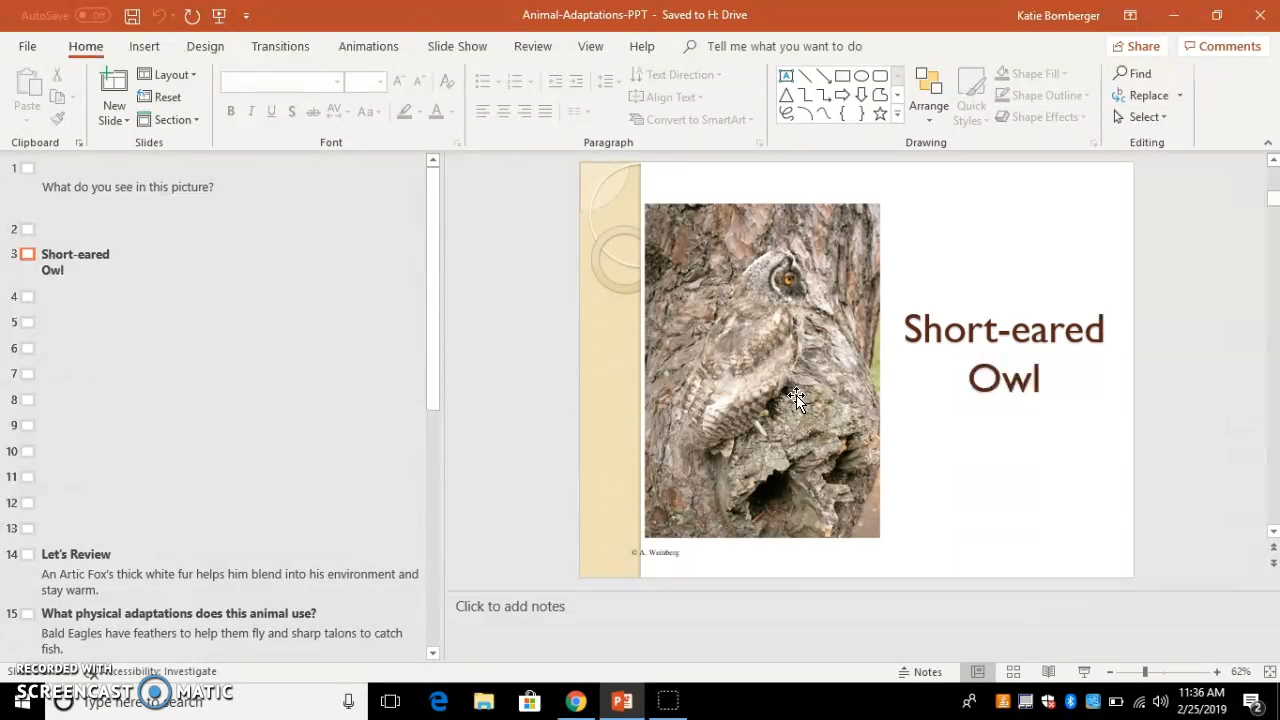 AutoSave Off Animal-Adaptations-PPT - Saved to H: Drive Katie Bomberger
File Home Insert Design Transitions Animations Slide Show Review View Help Tell me what you want to do Share Comments
Paste New Slide Layout Reset Section B I U S ab AV Aa A Text Direction Align Text Convert to SmartArt Arrange Quick Styles Shape Fill Shape Outline Shape Effects Find Replace Select
Clipboard Slides Font Paragraph Drawing Editing
1
What do you see in this picture?
2
3 Short-eared
Owl
4
5
6
7
8
9
10
11
12
13
14 Let's Review
An Artic Fox's thick white fur helps him blend into his environment and
stay warm.
15 What physical adaptations does this animal use?
Bald Eagles have feathers to help them fly and sharp talons to catch
fish.
Short-eared
Owl
© A. Weinberg
Click to add notes
Accessibility: Investigate Notes 62%
RECORDED WITH
SCREENCAST MATIC
Type here to search
11:36 AM
2/25/2019
2